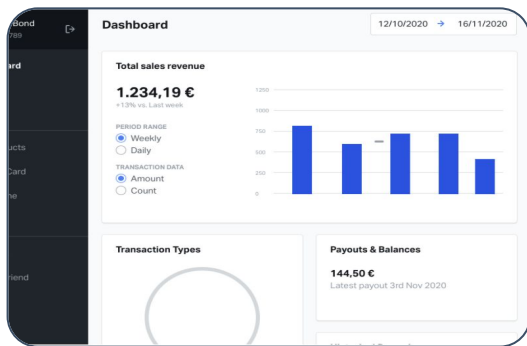 Bond
789
Dashboard
12/10/2020 → 16/11/2020
ard
Total sales revenue
1.234,19 €
+13% vs. Last week
PERIOD RANGE
Weekly
Daily
TRANSACTION DATA
Amount
Count
1250
1000
750
500
250
0
ucts
Card
ne
riend
Transaction Types
Payouts & Balances
144,50 €
Latest payout 3rd Nov 2020